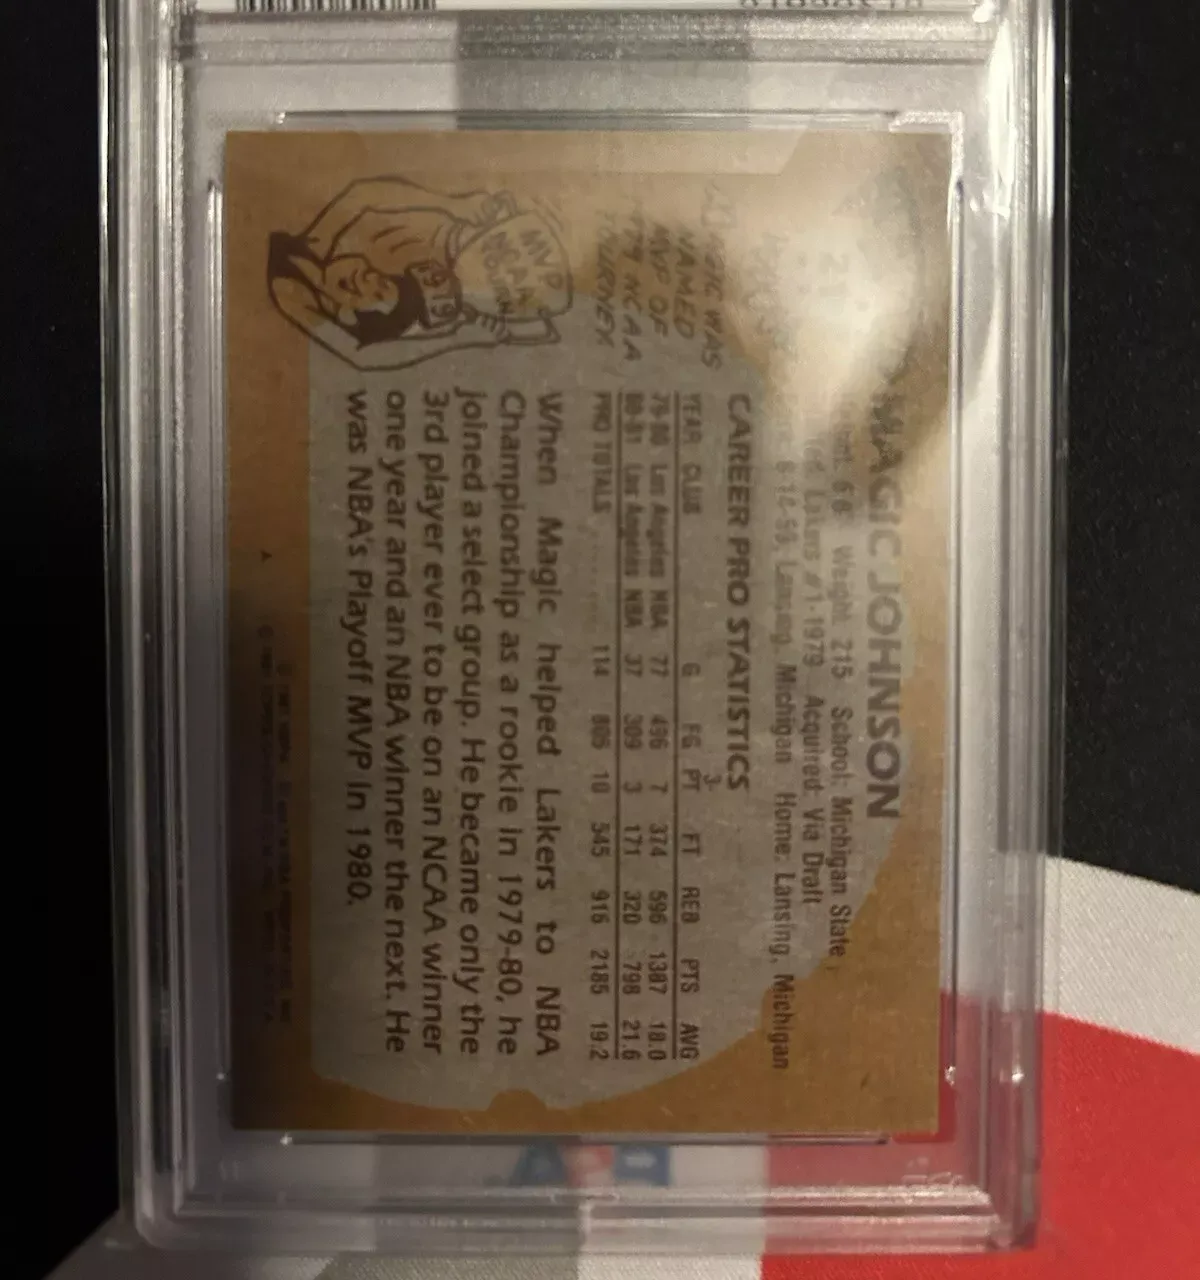 21
MAGIC JOHNSON
6'8" Weight: 215 School: Michigan State
Lakers #1-1979 Acquired: Via Draft
8-14-59, Lansing, Michigan Home: Lansing, Michigan
CAREER PRO STATISTICS
YEAR CLUB G FG 3-PT FT REB PTS AVG
79-80 Los Angeles NBA 77 496 7 374 596 1387 18.0
80-81 Los Angeles NBA 37 309 3 171 320 798 21.6
PRO TOTALS 114 805 10 545 916 2185 19.2
MAGIC WAS
NAMED
MVP OF
NCAA
TOURNEY
MVP
NCAA
TOURN.
1979
When Magic helped Lakers to NBA
Championship as a rookie in 1979-80, he
joined a select group. He became only the
3rd player ever to be on an NCAA winner
one year and an NBA winner the next. He
was NBA's Playoff MVP in 1980.
A